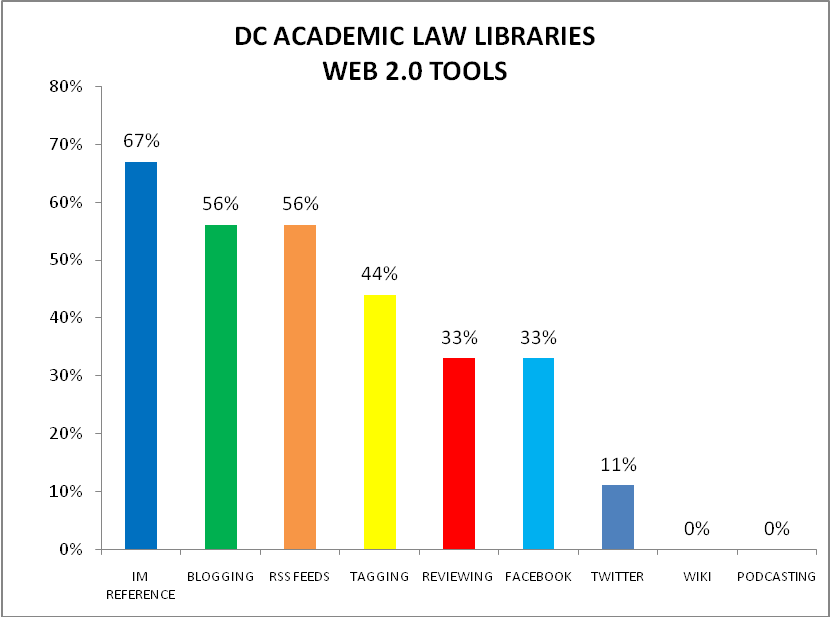 DC ACADEMIC LAW LIBRARIES
WEB 2.0 TOOLS
80%
70%
60%
50%
40%
30%
20%
10%
0%
67%
56%
56%
44%
33%
33%
11%
0%
0%
IM
REFERENCE
BLOGGING
RSS FEEDS
TAGGING
REVIEWING
FACEBOOK
TWITTER
WIKI
PODCASTING